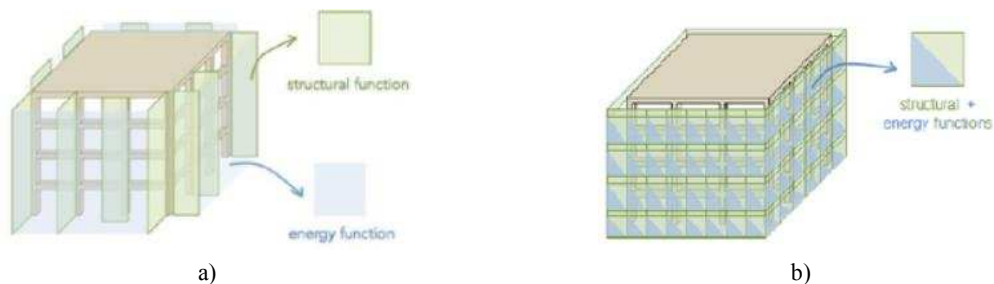 structural function
energy function
a)
structural +
energy functions
b)